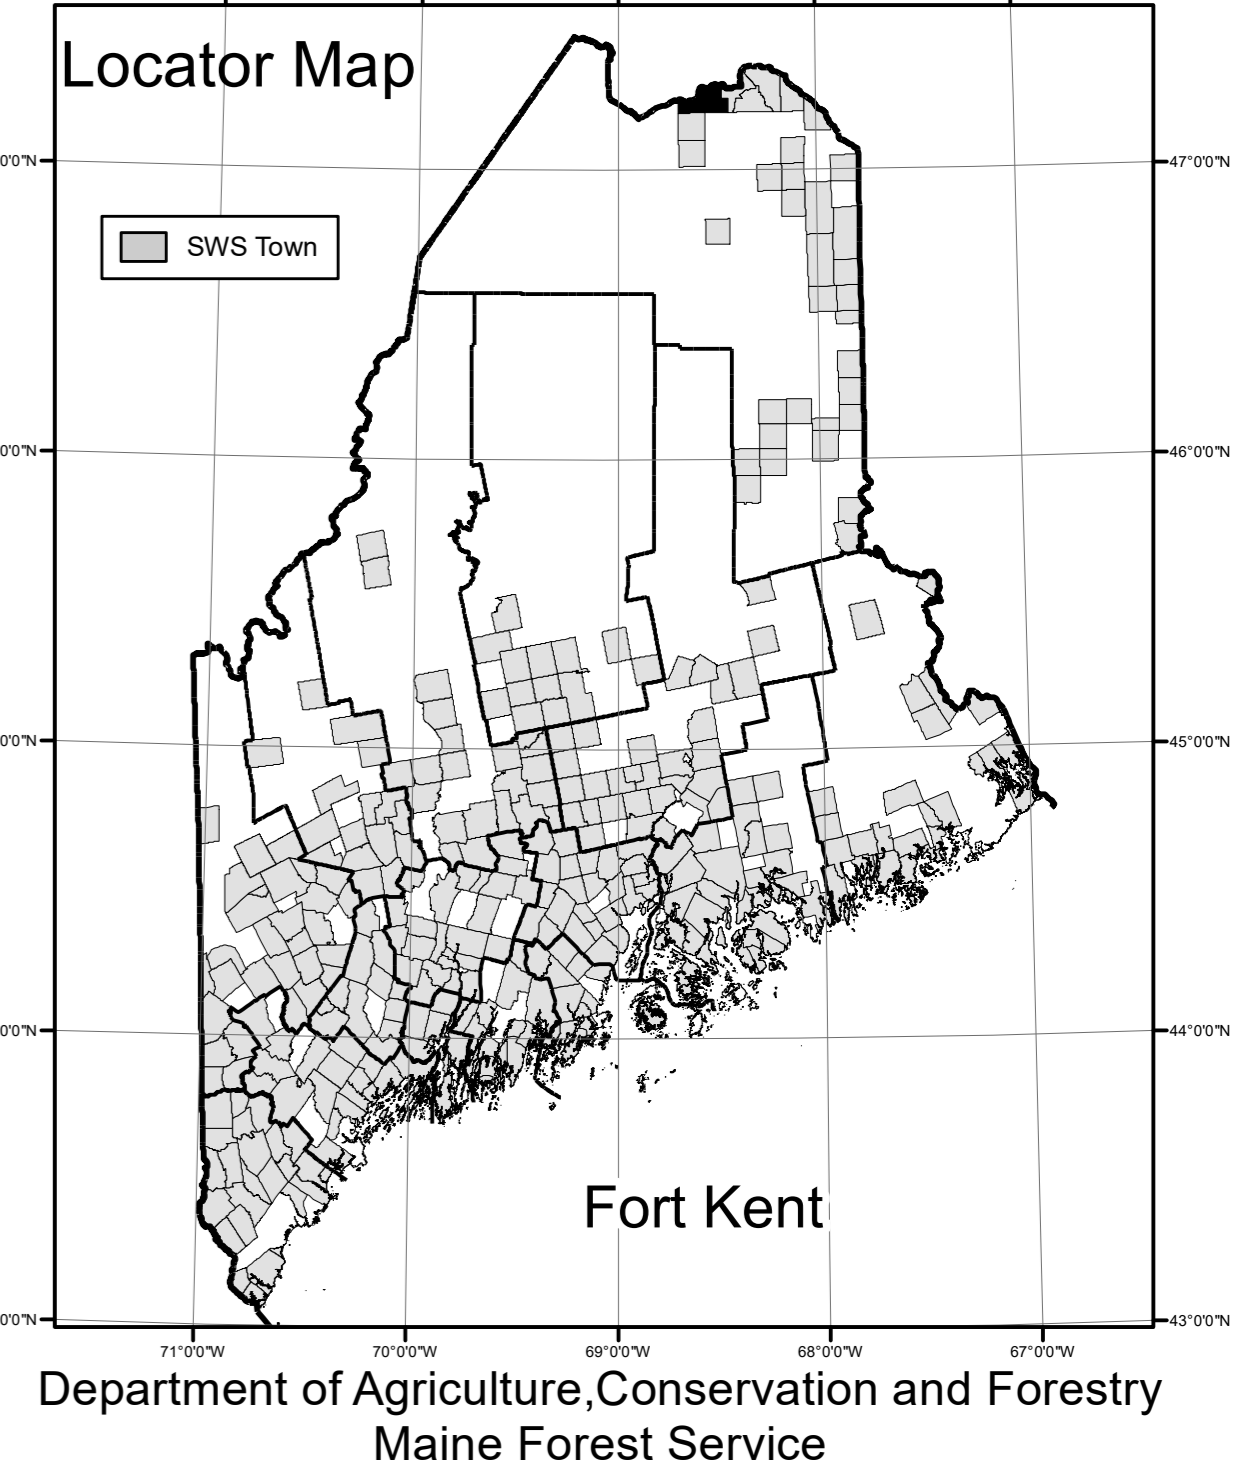 Locator Map
0'0"N
47°0'0"N
SWS Town
0'0"N
46°0'0"N
0'0"N
45°0'0"N
0'0"N
44°0'0"N
Fort Kent
0'0"N
43°0'0"N
71°0'0"W
70°0'0"W
69°0'0"W
68°0'0"W
67°0'0"W
Department of Agriculture,Conservation and Forestry
Maine Forest Service